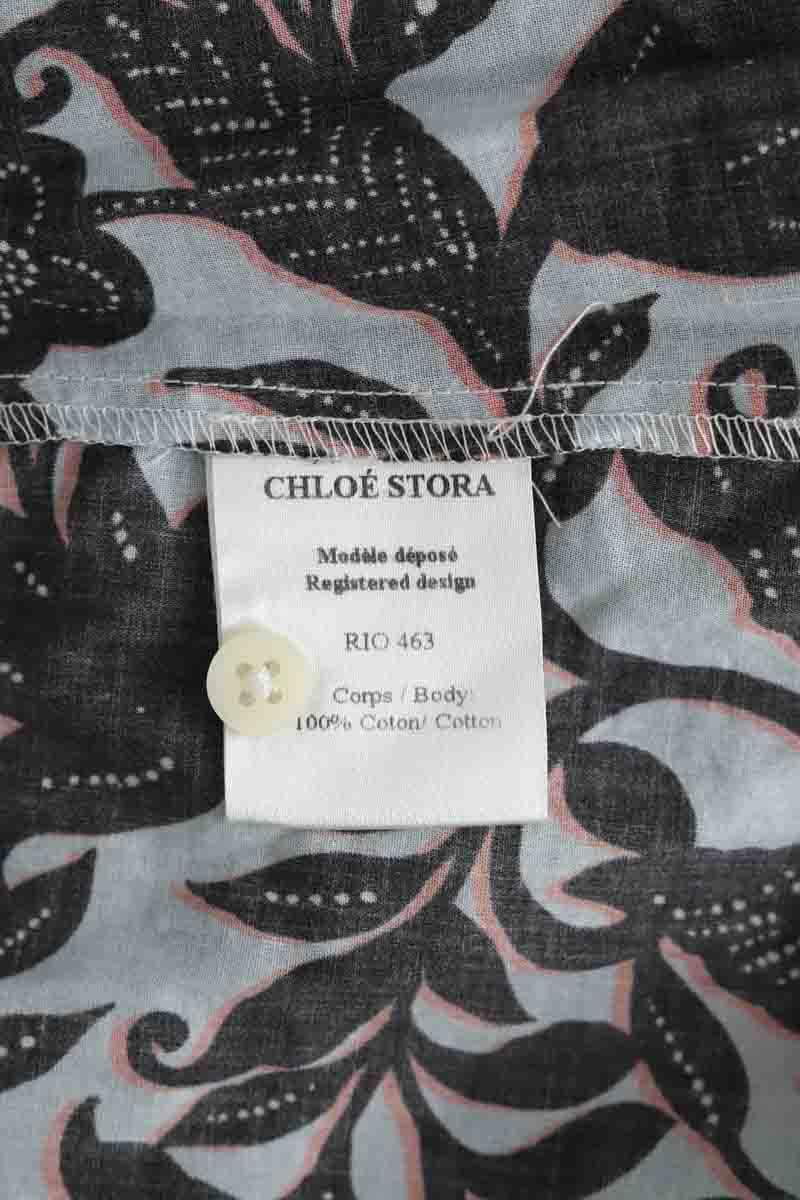 CHLOÉ STORA
Modèle déposé
Registered design
RIO 463
Corps / Body:
100% Coton/ Cotton